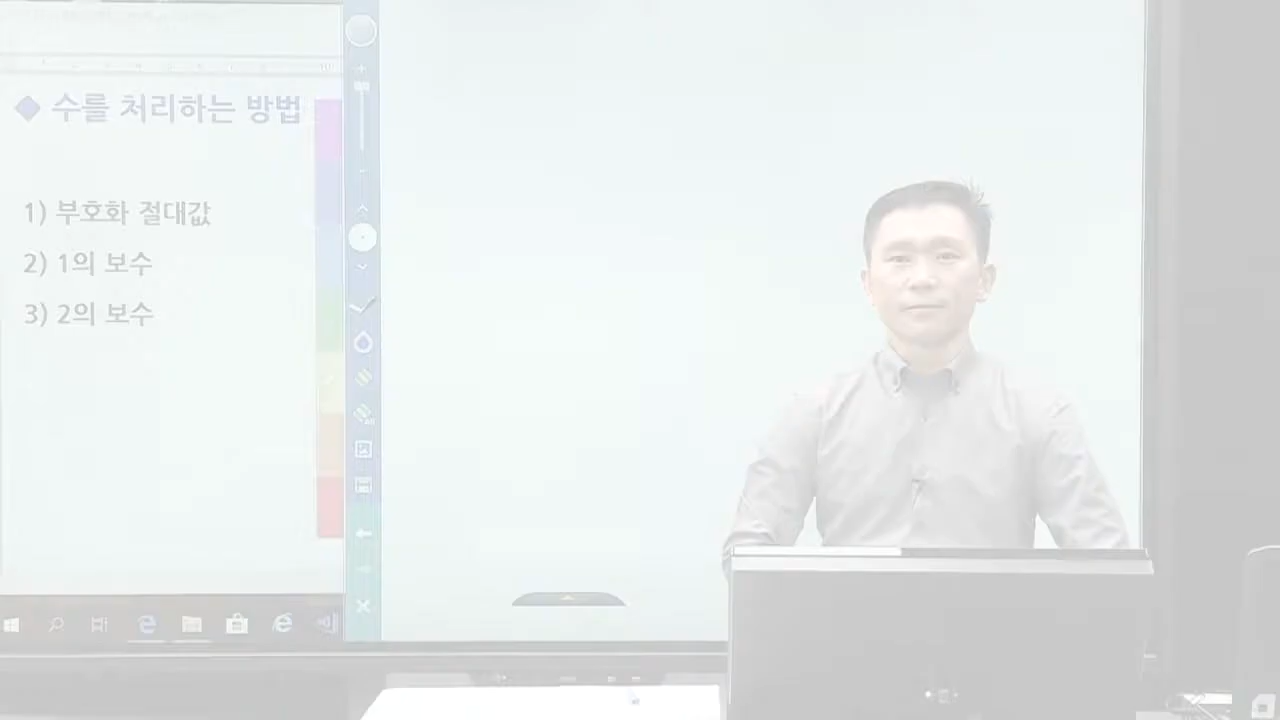 ◆ 수를 처리하는 방법
1) 부호화 절대값
2) 1의 보수
3) 2의 보수